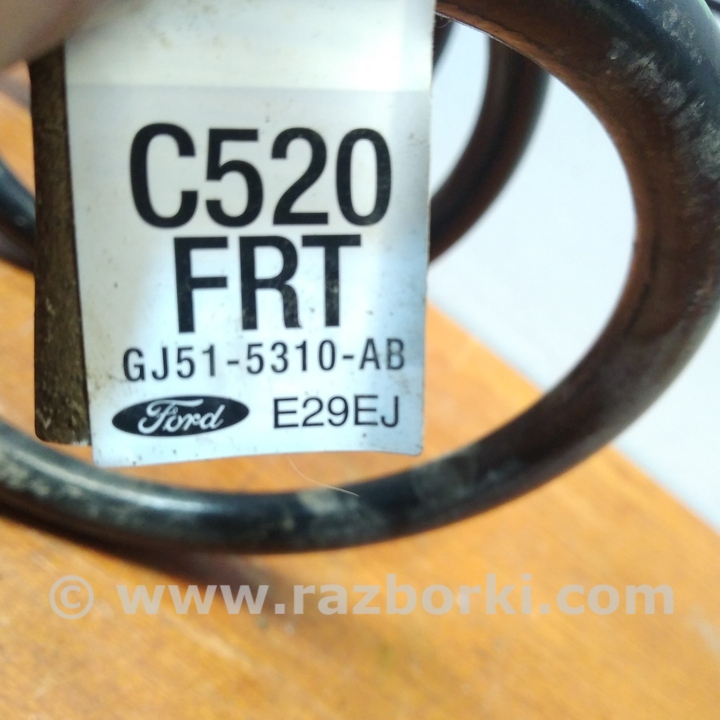 C520
FRT
GJ51-5310-AB
Ford E29EJ
© www.razborki.com